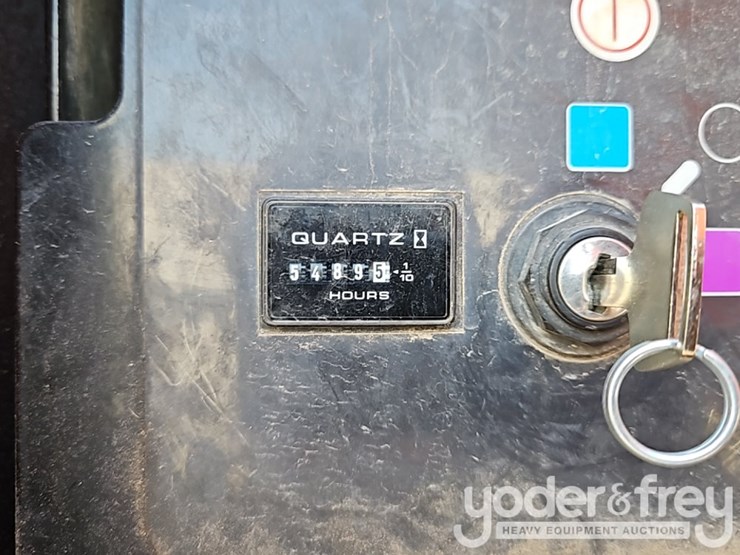 QUARTZ
54895 1/10
HOURS
yoder&frey
HEAVY EQUIPMENT AUCTIONS